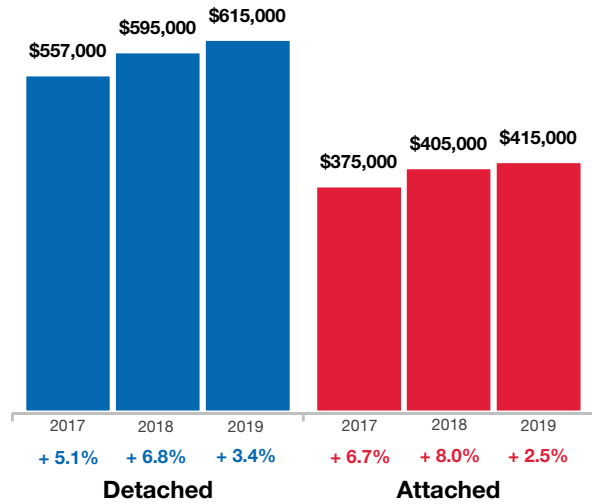 $557,000 $595,000 $615,000
$375,000 $405,000 $415,000
2017 2018 2019 2017 2018 2019
+ 5.1% + 6.8% + 3.4% + 6.7% + 8.0% + 2.5%
Detached Attached